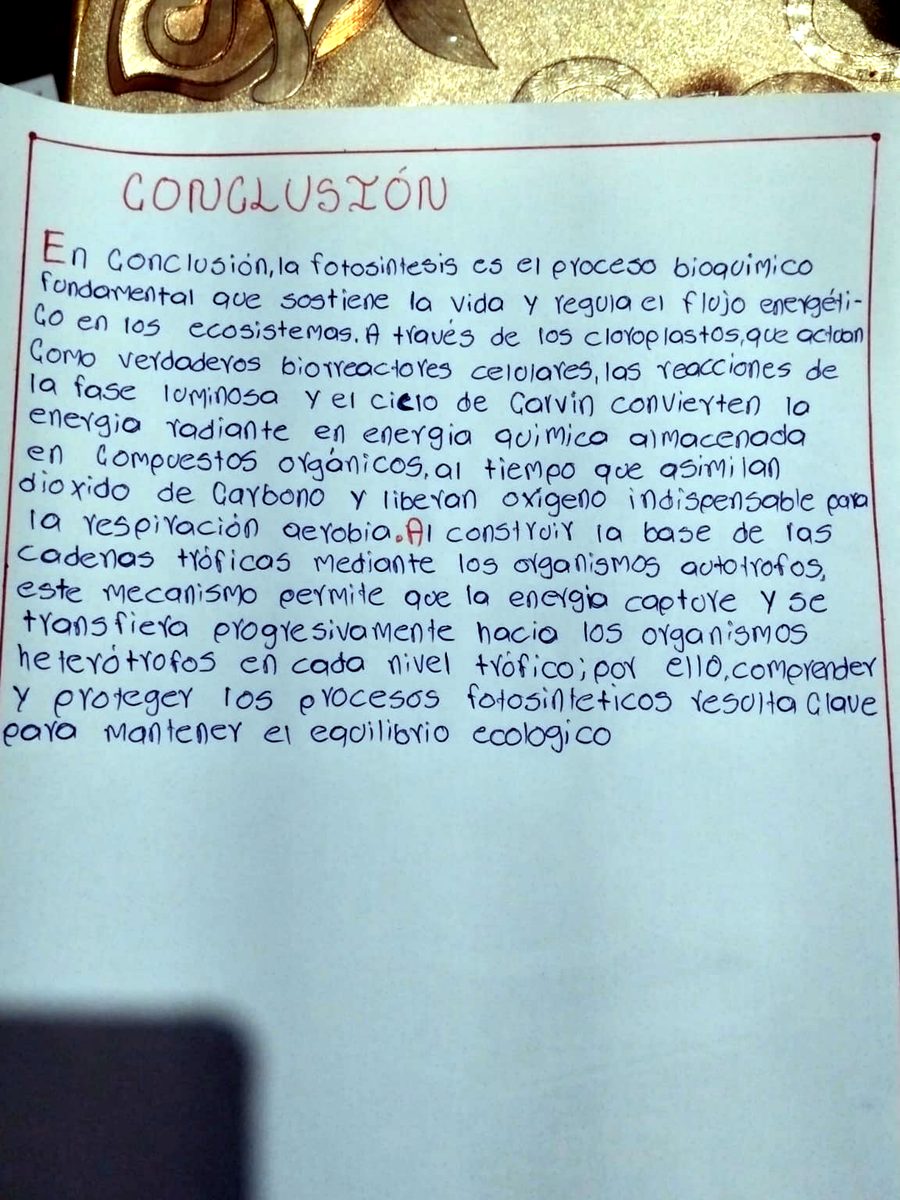 CONCLUSIÓN
En Conclusión, la fotosintesis es el proceso bioquimico
fundamental que sostiene la vida y regula el flujo energéti-
Co en los ecosistemas. A través de los cloroplastos, que actuan
Como verdaderos biorreactores celulares, las reacciones de
la fase luminosa y el ciclo de Carvin convierten la
energia radiante en energia quimica almacenada
en Compuestos orgánicos, al tiempo que asimilan
dioxido de Carbono y liberan oxigeno indispensable para
la respiración aerobia. Al construir la base de las
cadenas tróficas mediante los organismos autotrofos,
este mecanismo permite que la energia capture y se
transfiera progresivamente hacia los organismos
heterótrofos en cada nivel trófico; por ello, comprender
y proteger los procesos fotosinteticos resulta Clave
para mantener el equilibrio ecologico